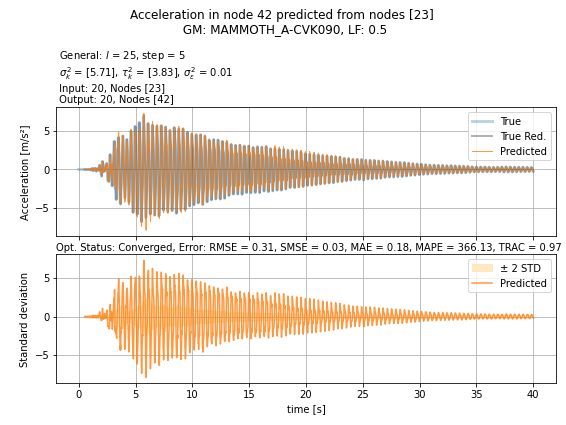 Acceleration in node 42 predicted from nodes [23]
GM: MAMMOTH_A-CVK090, LF: 0.5
General: l = 25, step = 5
σ²ₖ = [5.71], τ²ₖ = [3.83], σ²ε = 0.01
Input: 20, Nodes [23]
Output: 20, Nodes [42]
Acceleration [m/s²]
5
0
−5
True
True Red.
Predicted
Opt. Status: Converged, Error: RMSE = 0.31, SMSE = 0.03, MAE = 0.18, MAPE = 366.13, TRAC = 0.97
Standard deviation
5
0
−5
± 2 STD
Predicted
0 5 10 15 20 25 30 35 40
time [s]